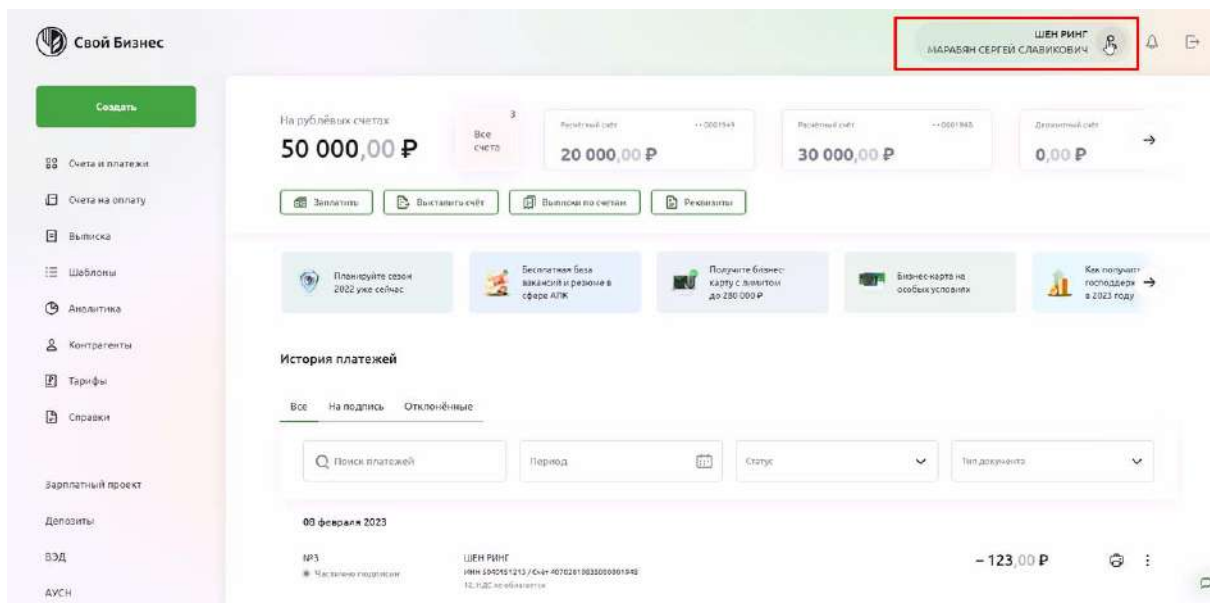 Свой Бизнес
ШЕН РИНГ
МАРАБЯН СЕРГЕЙ СЛАВИКОВИЧ
Создать
Счета и платежи
Счета на оплату
Выписка
Шаблоны
Аналитика
Контрагенты
Тарифы
Справки
Зарплатный проект
Депозиты
ВЭД
АУСН
На рублёвых счетах
50 000,00 ₽
Все
счета
3
Расчётный счёт
20 000,00 ₽
Расчётный счёт
30 000,00 ₽
Депозитный счёт
0,00 ₽
Заплатить
Выставить счёт
Выписки по счетам
Реквизиты
Планируйте сезон
2022 уже сейчас
Бесплатная база
вакансий и резюме в
сфере АПК
Получите бизнес-
карту с лимитом
до 280 000 ₽
Бизнес-карта на
особых условиях
Как получить
господдерж
в 2023 году
История платежей
Все На подпись Отклонённые
Поиск платежей
Период
Статус
Тип документа
февраля 2023
№3
Частично подписан
ШЕН РИНГ
НДС не облагается
– 123,00 ₽